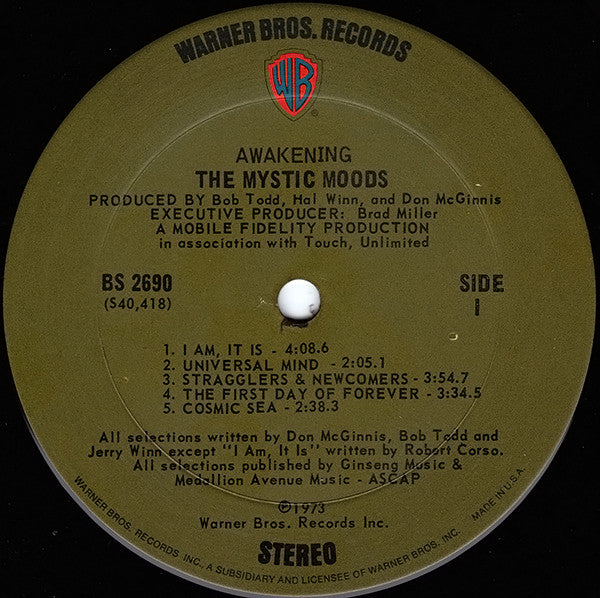 WARNER BROS. RECORDS
WB
®
AWAKENING
THE MYSTIC MOODS
PRODUCED BY Bob Todd, Hal Winn, and Don McGinnis
EXECUTIVE PRODUCER: Brad Miller
A MOBILE FIDELITY PRODUCTION
in association with Touch, Unlimited
BS 2690
(S40,418)
SIDE
1
1. I AM, IT IS - 4:08.6
2. UNIVERSAL MIND - 2:05.1
3. STRAGGLERS & NEWCOMERS - 3:54.7
4. THE FIRST DAY OF FOREVER - 3:34.5
5. COSMIC SEA - 2:38.3
All selections written by Don McGinnis, Bob Todd and
Jerry Winn except "I Am, It Is" written by Robert Corso.
All selections published by Ginseng Music &
Medallion Avenue Music - ASCAP
©℗1973
Warner Bros. Records Inc.
STEREO
WARNER BROS. RECORDS INC., A SUBSIDIARY AND LICENSEE OF WARNER BROS. INC. MADE IN U.S.A.